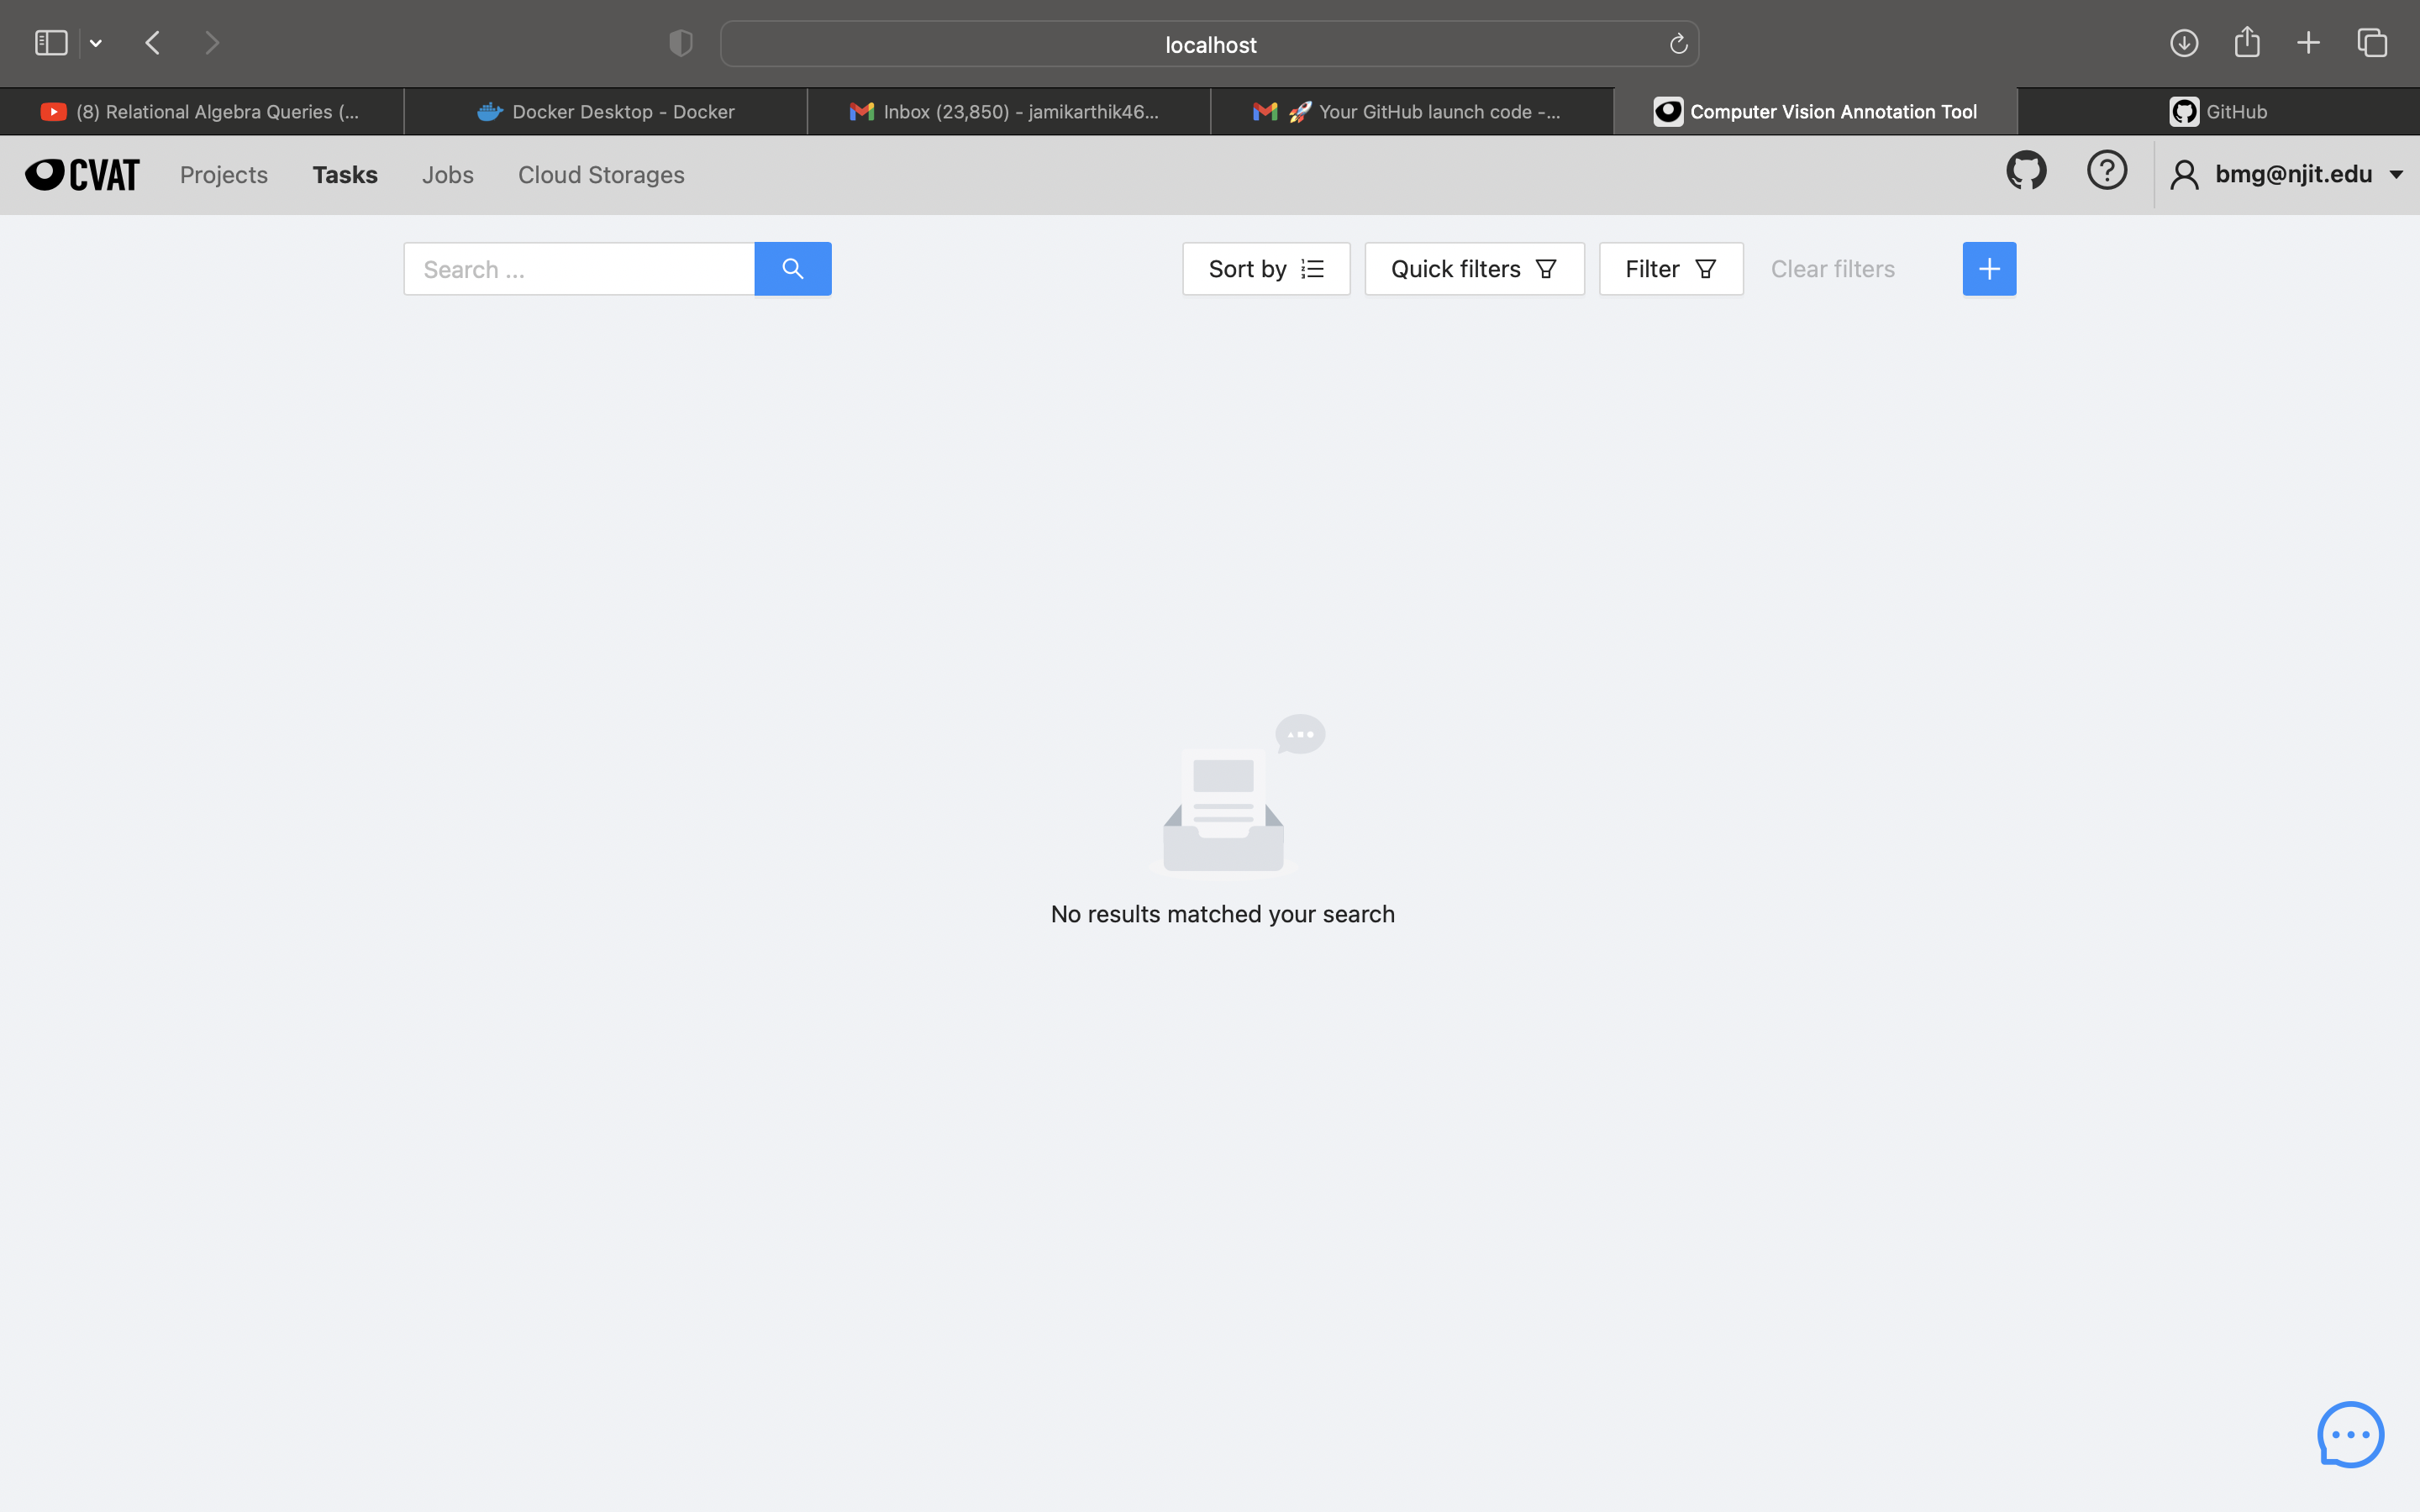 localhost
(8) Relational Algebra Queries (...
Docker Desktop - Docker
Inbox (23,850) - jamikarthik46...
🚀 Your GitHub launch code -...
Computer Vision Annotation Tool
GitHub
CVAT
Projects
Tasks
Jobs
Cloud Storages
bmg@njit.edu
Search ...
Sort by
Quick filters
Filter
Clear filters
No results matched your search